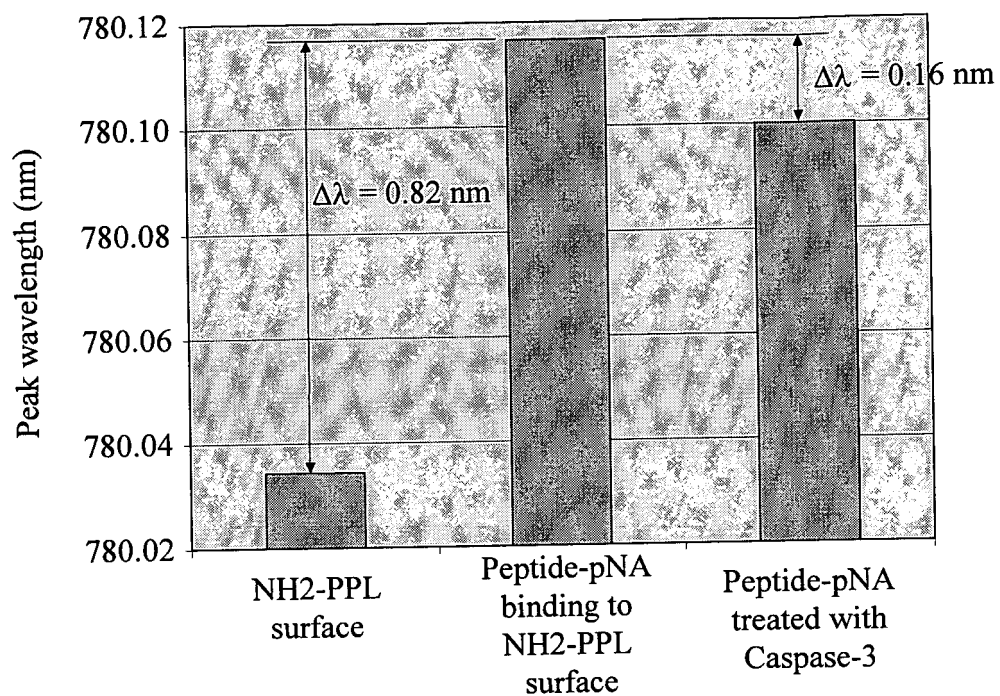 780.12
780.10
780.08
780.06
780.04
780.02
Peak wavelength (nm)
Δλ = 0.82 nm
Δλ = 0.16 nm
NH2-PPL
surface
Peptide-pNA
binding to
NH2-PPL
surface
Peptide-pNA
treated with
Caspase-3